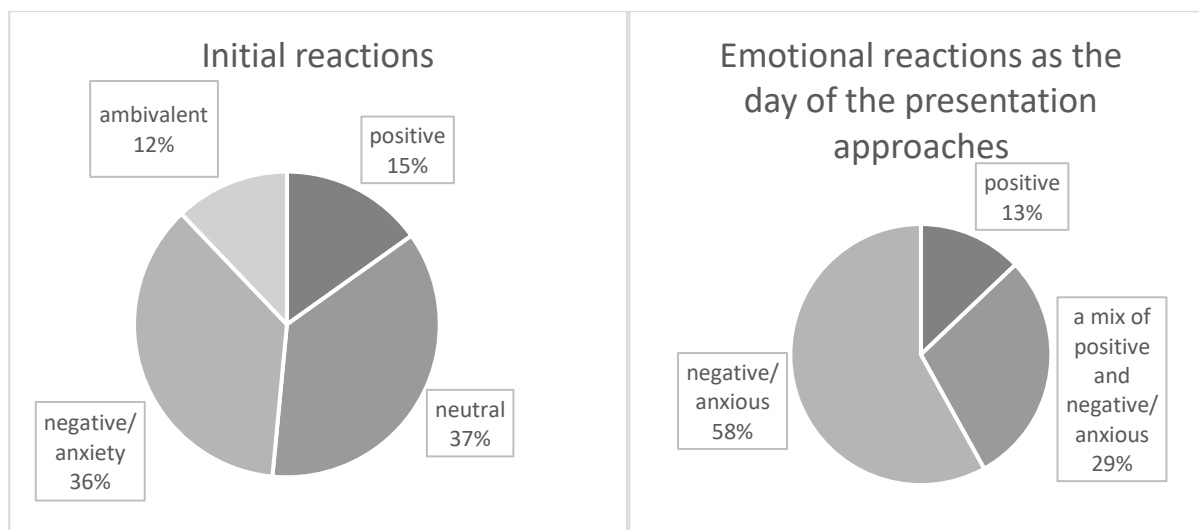 Initial reactions
ambivalent
12%
positive
15%
negative/
anxiety
36%
neutral
37%
Emotional reactions as the
day of the presentation
approaches
positive
13%
negative/
anxious
58%
a mix of
positive
and
negative/
anxious
29%